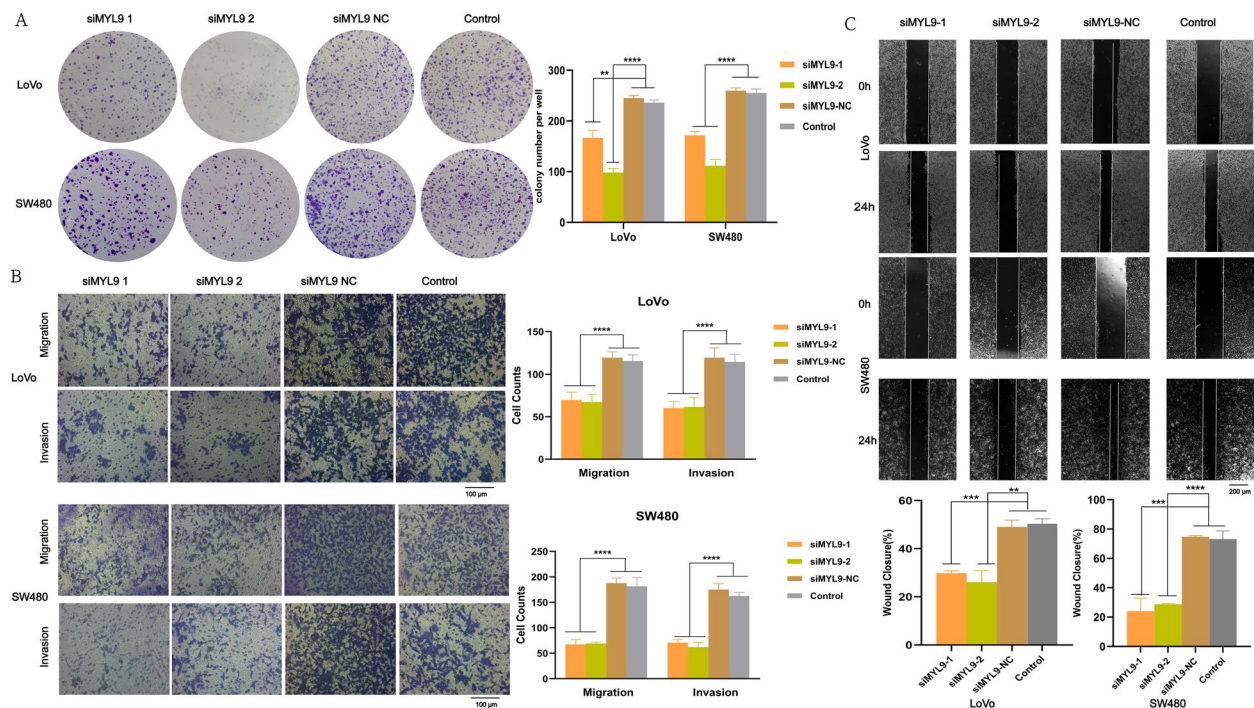 A
siMYL9 1 siMYL9 2 siMYL9 NC Control
LoVo
SW480
colony number per well
300
200
100
0
** ****
****
LoVo SW480
siMYL9-1
siMYL9-2
siMYL9-NC
Control
B
siMYL9 1 siMYL9 2 siMYL9 NC Control
LoVo
Migration
Invasion
100 μm
SW480
Migration
Invasion
100 μm
LoVo
Cell Counts
150
100
50
0
****
****
Migration Invasion
siMYL9-1
siMYL9-2
siMYL9-NC
Control
SW480
Cell Counts
250
200
150
100
50
0
****
****
Migration Invasion
siMYL9-1
siMYL9-2
siMYL9-NC
Control
C
siMYL9-1 siMYL9-2 siMYL9-NC Control
LoVo
0h
24h
SW480
0h
24h
200 μm
Wound Closure(%)
60
40
20
0
*** **
siMYL9-1 siMYL9-2 siMYL9-NC Control
LoVo
Wound Closure(%)
100
80
60
40
20
0
*** ****
siMYL9-1 siMYL9-2 siMYL9-NC Control
SW480